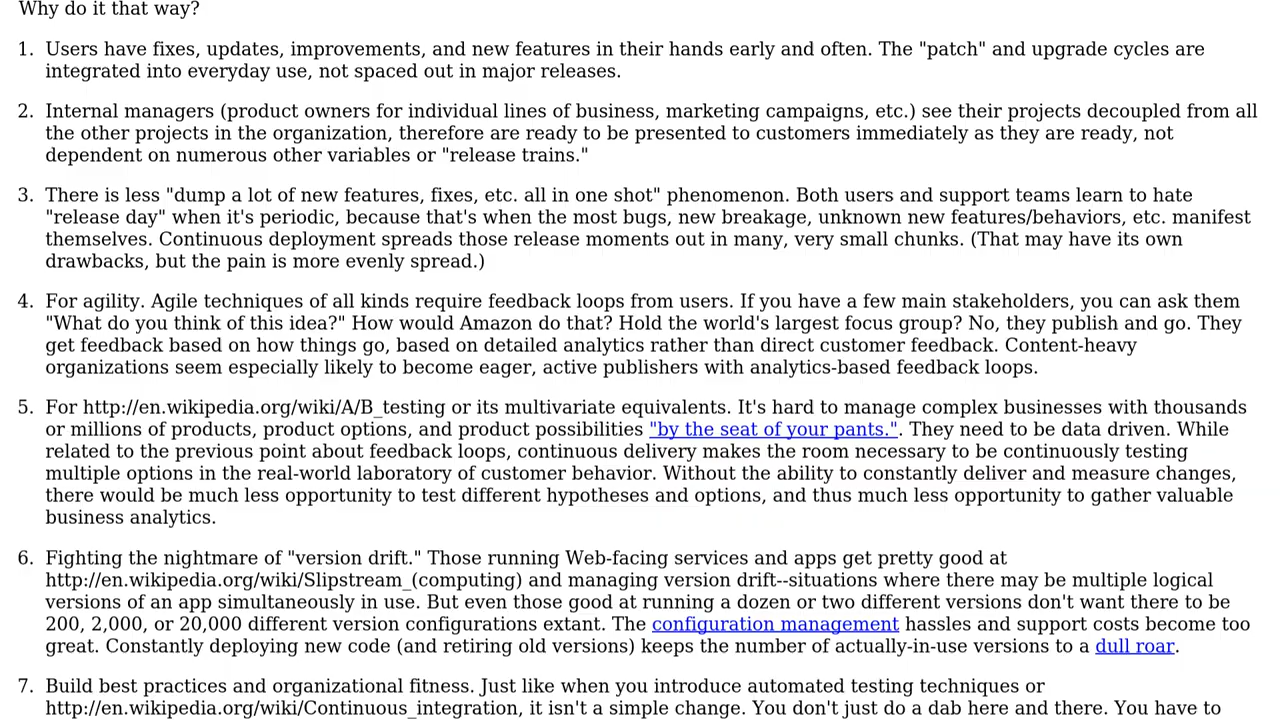 Why do it that way?
1. Users have fixes, updates, improvements, and new features in their hands early and often. The "patch" and upgrade cycles are
integrated into everyday use, not spaced out in major releases.
2. Internal managers (product owners for individual lines of business, marketing campaigns, etc.) see their projects decoupled from all
the other projects in the organization, therefore are ready to be presented to customers immediately as they are ready, not
dependent on numerous other variables or "release trains."
3. There is less "dump a lot of new features, fixes, etc. all in one shot" phenomenon. Both users and support teams learn to hate
"release day" when it's periodic, because that's when the most bugs, new breakage, unknown new features/behaviors, etc. manifest
themselves. Continuous deployment spreads those release moments out in many, very small chunks. (That may have its own
drawbacks, but the pain is more evenly spread.)
4. For agility. Agile techniques of all kinds require feedback loops from users. If you have a few main stakeholders, you can ask them
"What do you think of this idea?" How would Amazon do that? Hold the world's largest focus group? No, they publish and go. They
get feedback based on how things go, based on detailed analytics rather than direct customer feedback. Content-heavy
organizations seem especially likely to become eager, active publishers with analytics-based feedback loops.
5. For http://en.wikipedia.org/wiki/A/B_testing or its multivariate equivalents. It's hard to manage complex businesses with thousands
or millions of products, product options, and product possibilities "by the seat of your pants.". They need to be data driven. While
related to the previous point about feedback loops, continuous delivery makes the room necessary to be continuously testing
multiple options in the real-world laboratory of customer behavior. Without the ability to constantly deliver and measure changes,
there would be much less opportunity to test different hypotheses and options, and thus much less opportunity to gather valuable
business analytics.
6. Fighting the nightmare of "version drift." Those running Web-facing services and apps get pretty good at
http://en.wikipedia.org/wiki/Slipstream_(computing) and managing version drift--situations where there may be multiple logical
versions of an app simultaneously in use. But even those good at running a dozen or two different versions don't want there to be
200, 2,000, or 20,000 different version configurations extant. The configuration management hassles and support costs become too
great. Constantly deploying new code (and retiring old versions) keeps the number of actually-in-use versions to a dull roar.
7. Build best practices and organizational fitness. Just like when you introduce automated testing techniques or
http://en.wikipedia.org/wiki/Continuous_integration, it isn't a simple change. You don't just do a dab here and there. You have to